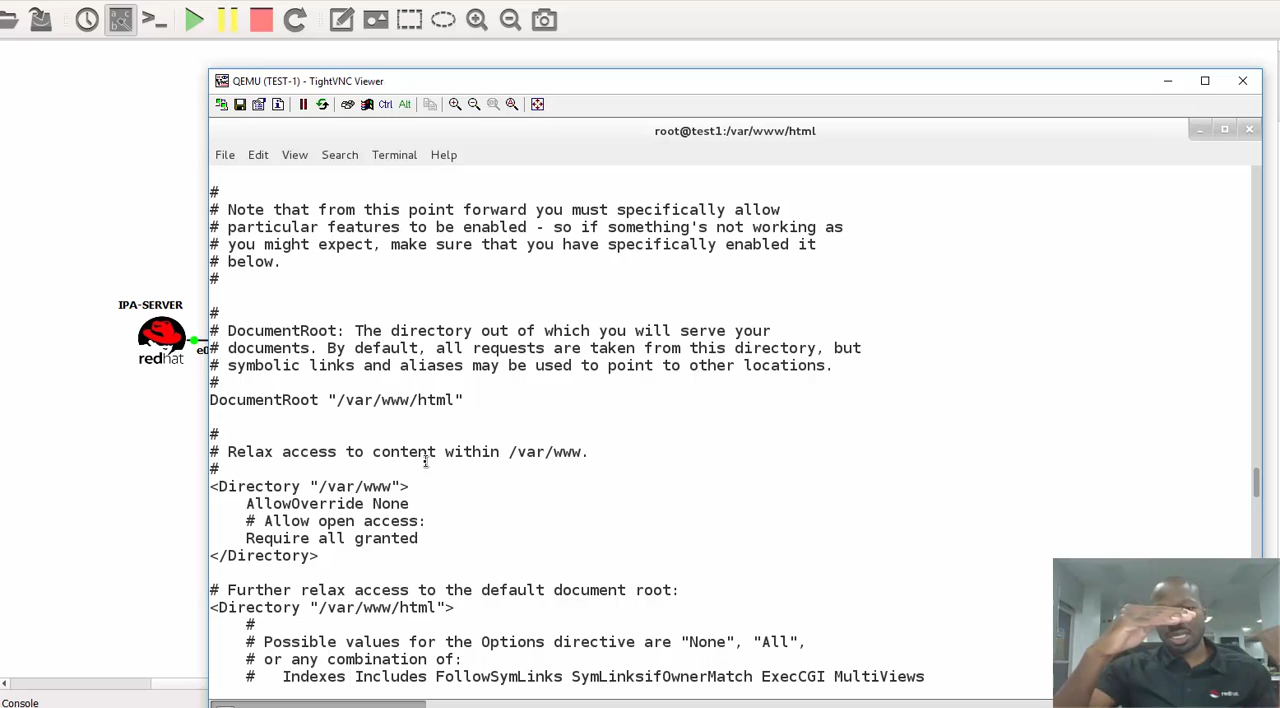 QEMU (TEST-1) - TightVNC Viewer
Ctrl Alt
root@test1:/var/www/html
File Edit View Search Terminal Help
#
# Note that from this point forward you must specifically allow
# particular features to be enabled - so if something's not working as
# you might expect, make sure that you have specifically enabled it
# below.
#
#
# DocumentRoot: The directory out of which you will serve your
# documents. By default, all requests are taken from this directory, but
# symbolic links and aliases may be used to point to other locations.
#
DocumentRoot "/var/www/html"
#
# Relax access to content within /var/www.
#
<Directory "/var/www">
AllowOverride None
# Allow open access:
Require all granted
</Directory>
# Further relax access to the default document root:
<Directory "/var/www/html">
#
# Possible values for the Options directive are "None", "All",
# or any combination of:
#   Indexes Includes FollowSymLinks SymLinksifOwnerMatch ExecCGI MultiViews
IPA-SERVER
redhat
Console
redhat